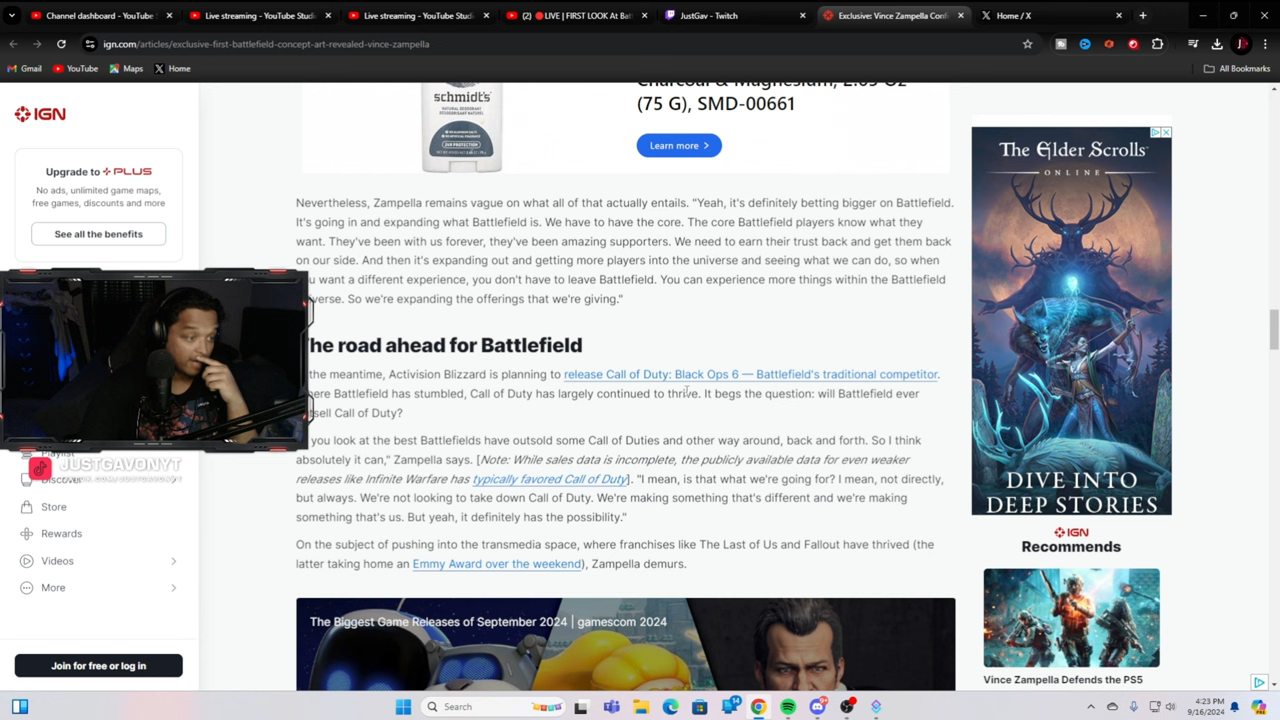 Channel dashboard - YouTube
Live streaming - YouTube Studi
Live streaming - YouTube Studi
(2) 🔴LIVE | FIRST LOOK At Bat
JustGav - Twitch
Exclusive: Vince Zampella Conf
Home / X
ign.com/articles/exclusive-first-battlefield-concept-art-revealed-vince-zampella
Gmail
YouTube
Maps
Home
All Bookmarks
IGN
Upgrade to PLUS
No ads, unlimited game maps,
free games, discounts and more
See all the benefits
schmidt's
(75 G), SMD-00661
Learn more
Nevertheless, Zampella remains vague on what all of that actually entails. "Yeah, it's definitely getting bigger on Battlefield.
It's going in and expanding what Battlefield is. We have to have the core. The core Battlefield players know what they
want. They've been with us forever, they've been amazing supporters. We need to earn their trust back and get them back
on our side. And then it's expanding out and getting more players into the universe and seeing what we can do, so when
you want a different experience, you don't have to leave Battlefield. You can experience more things within the Battlefield
verse. So we're expanding the offerings that we're giving."
he road ahead for Battlefield
the meantime, Activision Blizzard is planning to release Call of Duty: Black Ops 6 — Battlefield's traditional competitor.
here Battlefield has stumbled, Call of Duty has largely continued to thrive. It begs the question: will Battlefield ever
tsell Call of Duty?
you look at the best Battlefields have outsold some Call of Duties and other way around, back and forth. So I think
absolutely it can," Zampella says. [Note: While sales data is incomplete, the publicly available data for even weaker
releases like Infinite Warfare has typically favored Call of Duty]. "I mean, is that what we're going for? I mean, not directly,
but always. We're not looking to take down Call of Duty. We're making something that's different and we're making
something that's us. But yeah, it definitely has the possibility."
On the subject of pushing into the transmedia space, where franchises like The Last of Us and Fallout have thrived (the
latter taking home an Emmy Award over the weekend), Zampella demurs.
The Biggest Game Releases of September 2024 | gamescom 2024
JUSTGAVONYT
Playlist
Discover
Store
Rewards
Videos
More
Join for free or log in
The Elder Scrolls
ONLINE
DIVE INTO
DEEP STORIES
IGN
Recommends
Vince Zampella Defends the PS5
Search
4:23 PM
9/16/2024